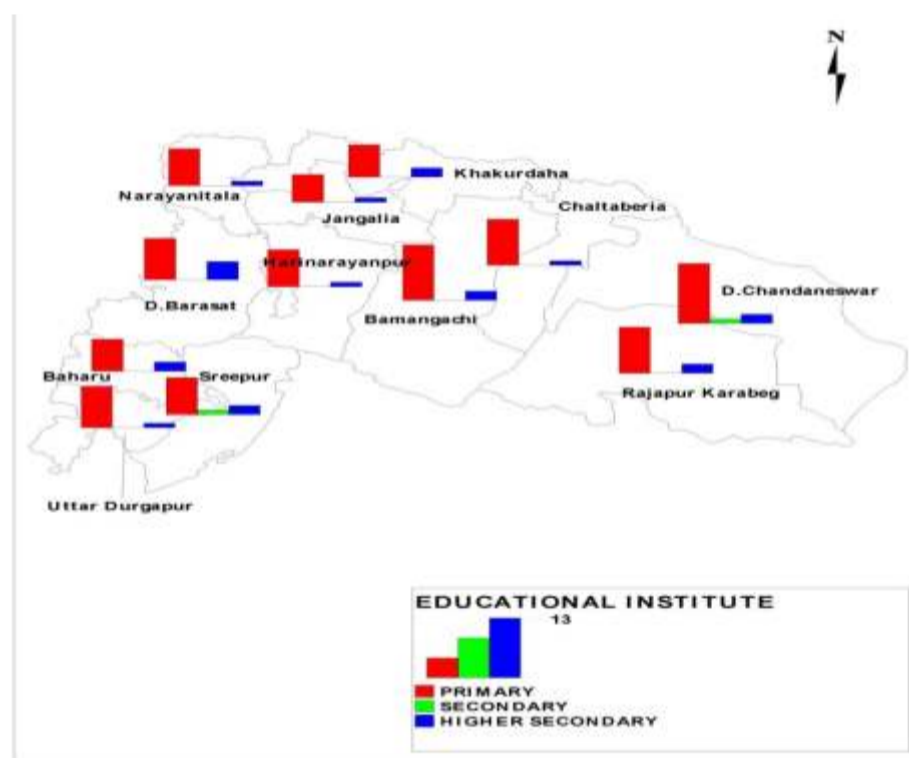 N
Khakurdaha
Narayanitala
Chaltaberia
Jangalia
Harinarayanpur
D.Chandaneswar
D.Barasat
Bamangachi
Baharu
Sreepur
Rajapur Karabeg
Uttar Durgapur
EDUCATIONAL INSTITUTE
13
PRIMARY
SECONDARY
HIGHER SECONDARY